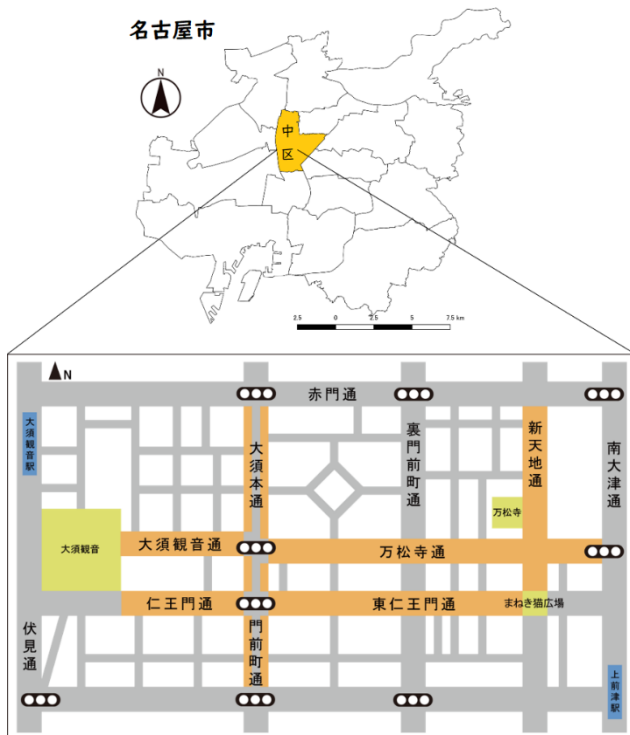 名古屋市
N
中区
2.5 0 2.5 5 7.5 km
N
赤門通
大須観音駅
大須本通
裏門前町通
新天地通
南大津通
万松寺
大須観音
大須観音通
万松寺通
仁王門通
東仁王門通
まねき猫広場
伏見通
門前町通
上前津駅